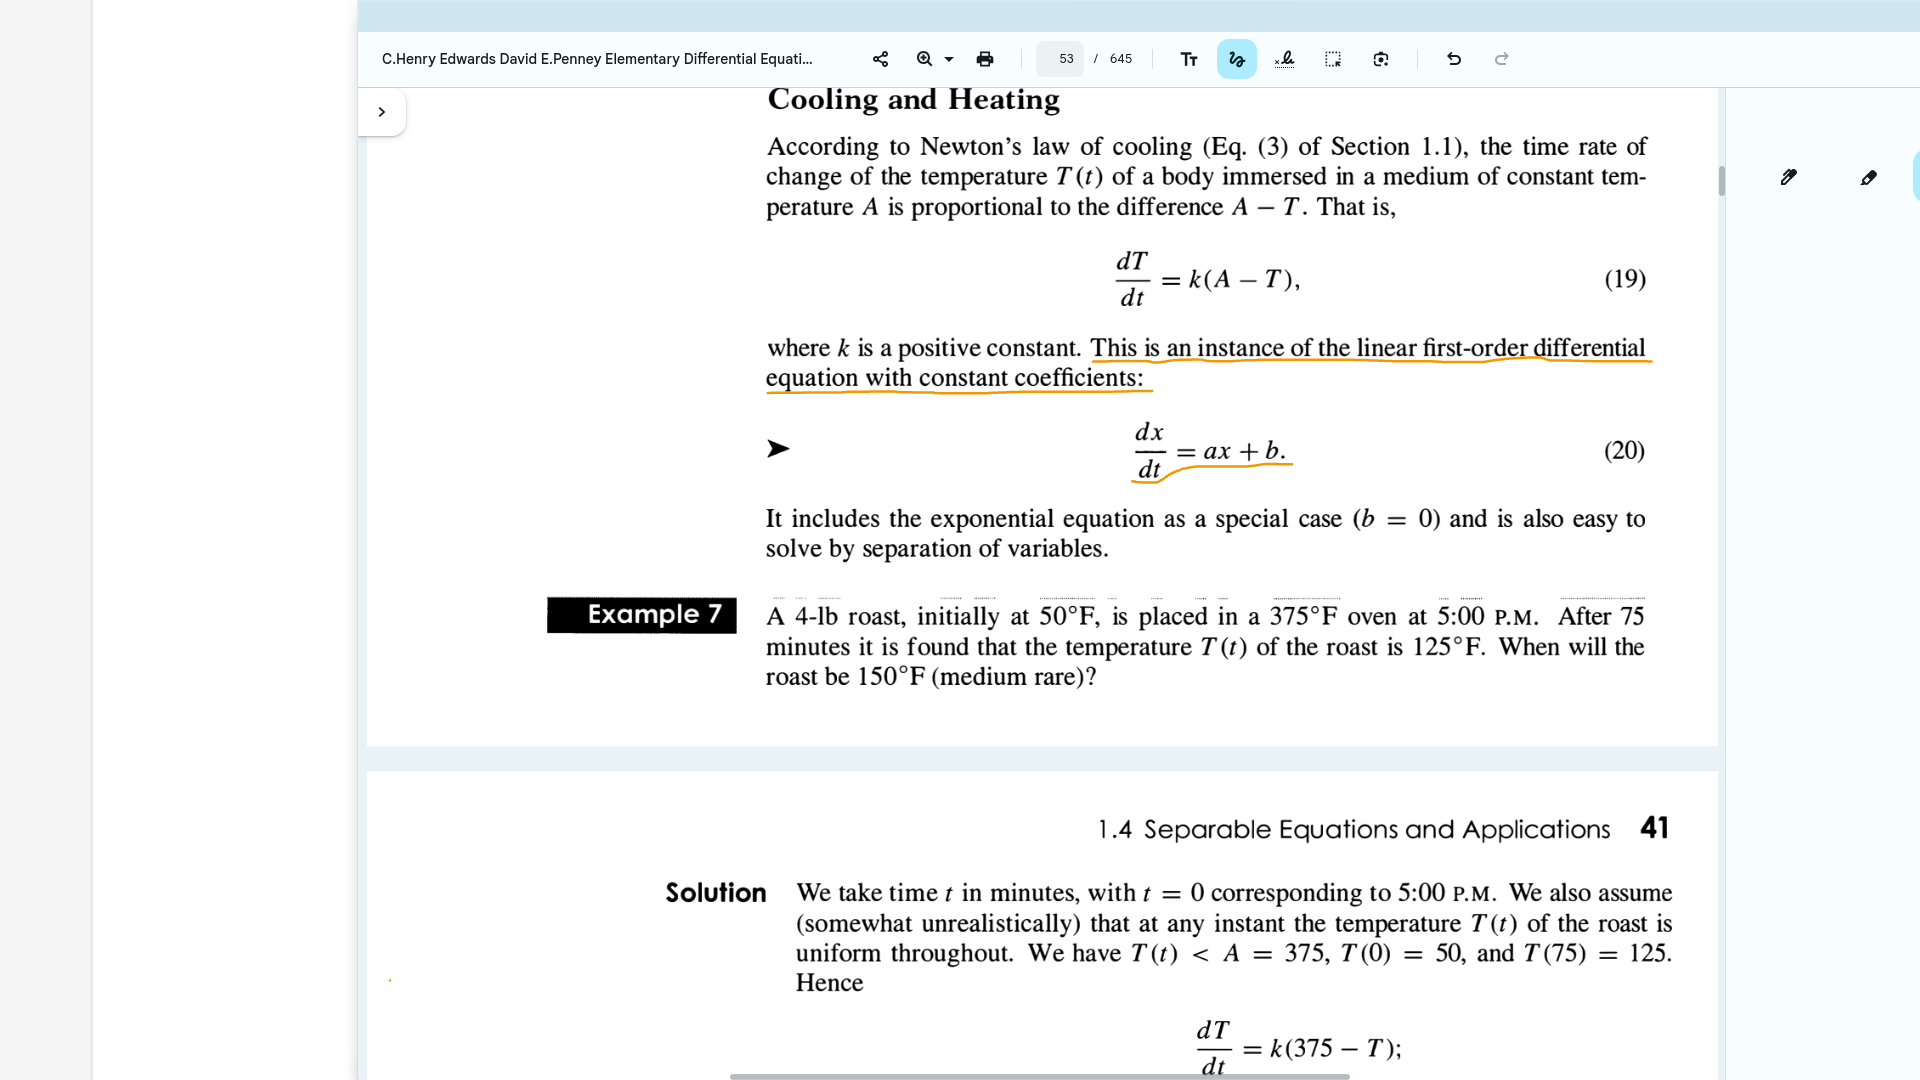 C.Henry Edwards David E.Penney Elementary Differential Equati...
53 / 645
Cooling and Heating
According to Newton's law of cooling (Eq. (3) of Section 1.1), the time rate of
change of the temperature T(t) of a body immersed in a medium of constant tem-
perature A is proportional to the difference A − T. That is,
dT/dt = k(A − T), (19)
where k is a positive constant. This is an instance of the linear first-order differential
equation with constant coefficients:
➤ dx/dt = ax + b. (20)
It includes the exponential equation as a special case (b = 0) and is also easy to
solve by separation of variables.
Example 7 A 4-lb roast, initially at 50°F, is placed in a 375°F oven at 5:00 P.M. After 75
minutes it is found that the temperature T(t) of the roast is 125°F. When will the
roast be 150°F (medium rare)?
1.4 Separable Equations and Applications 41
Solution We take time t in minutes, with t = 0 corresponding to 5:00 P.M. We also assume
(somewhat unrealistically) that at any instant the temperature T(t) of the roast is
uniform throughout. We have T(t) < A = 375, T(0) = 50, and T(75) = 125.
Hence
dT/dt = k(375 − T);